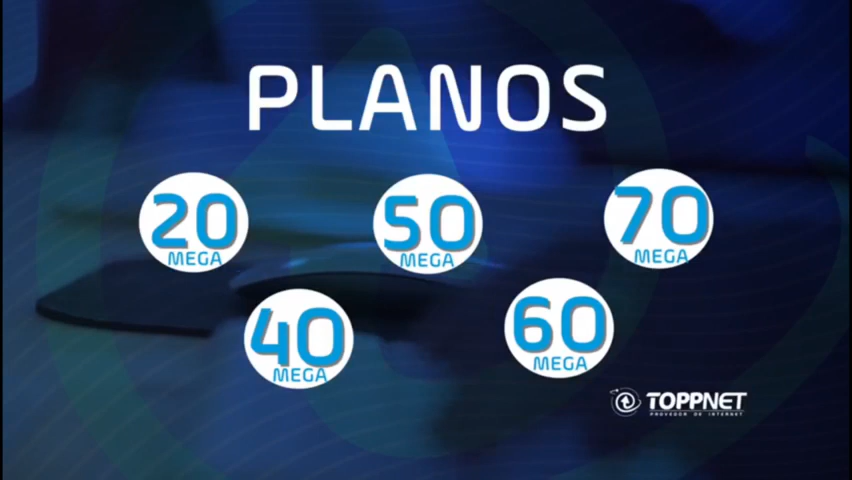 PLANOS
20
MEGA
50
MEGA
70
MEGA
40
MEGA
60
MEGA
TOPPNET
PROVEDOR DE INTERNET